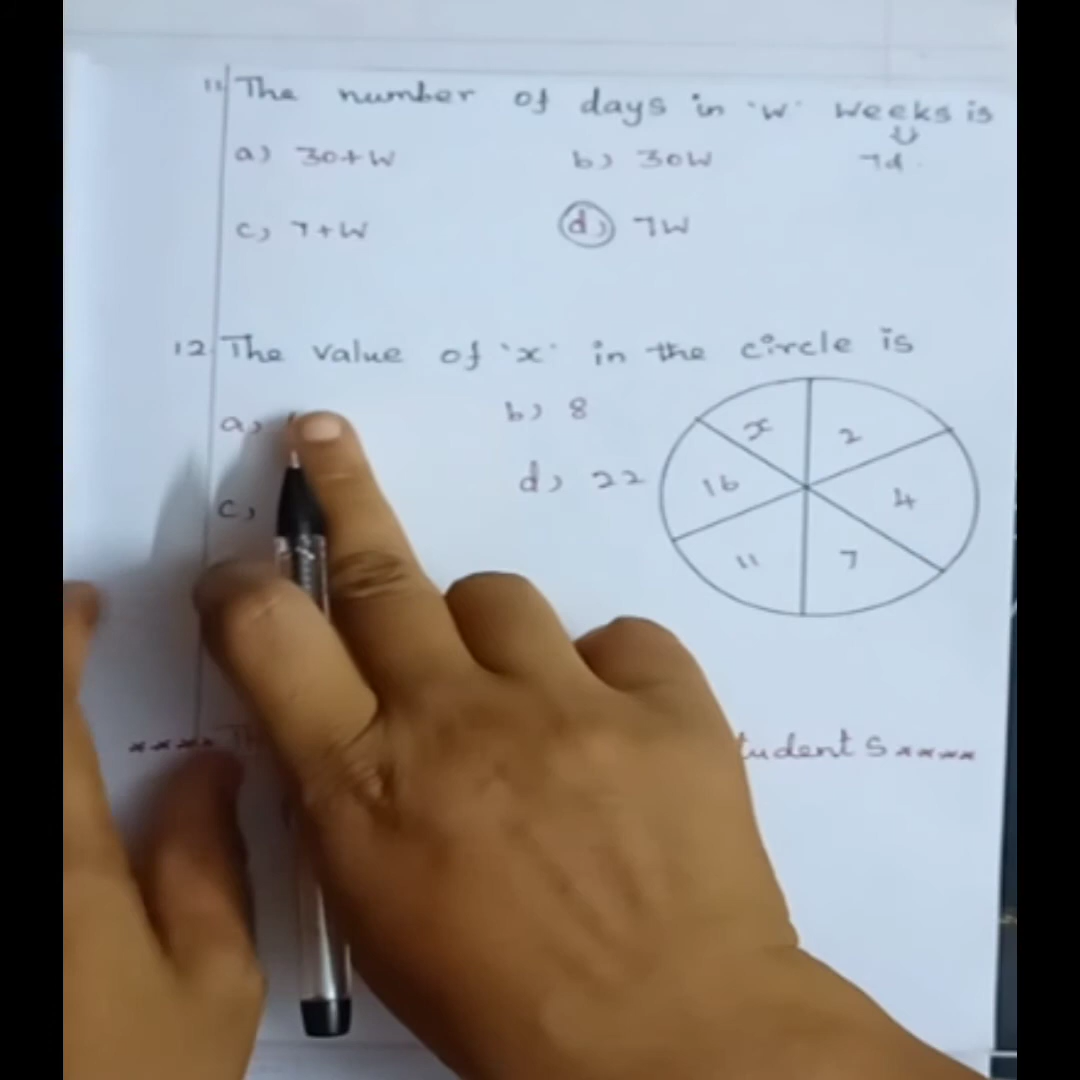 11 The number of days in 'w' weeks is
a) 30+W b) 30W 7d
c) 7+W d) 7W
12 The value of 'x' in the circle is
a) b) 8
c) d) 22
x 2
16 4
11 7
**** tudents ****